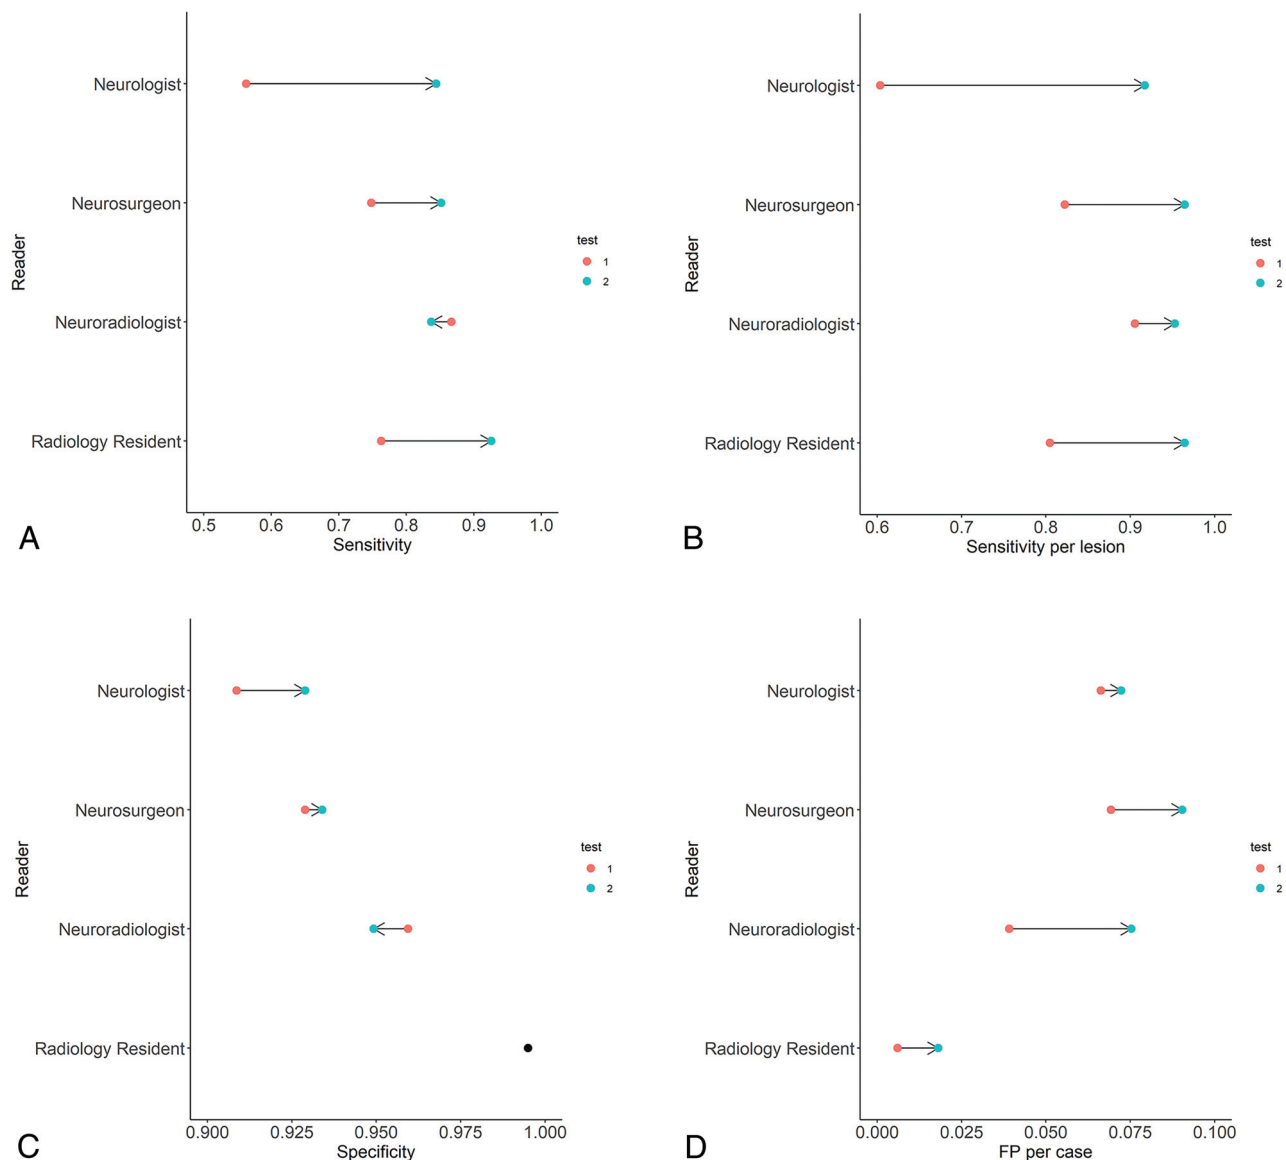 Neurologist
Neurosurgeon
Neuroradiologist
Radiology Resident
Reader
test
1
2
0.5 0.6 0.7 0.8 0.9 1.0
Sensitivity
A
Neurologist
Neurosurgeon
Neuroradiologist
Radiology Resident
Reader
test
1
2
0.6 0.7 0.8 0.9 1.0
Sensitivity per lesion
B
Neurologist
Neurosurgeon
Neuroradiologist
Radiology Resident
Reader
test
1
2
0.900 0.925 0.950 0.975 1.000
Specificity
C
Neurologist
Neurosurgeon
Neuroradiologist
Radiology Resident
Reader
test
1
2
0.000 0.025 0.050 0.075 0.100
FP per case
D